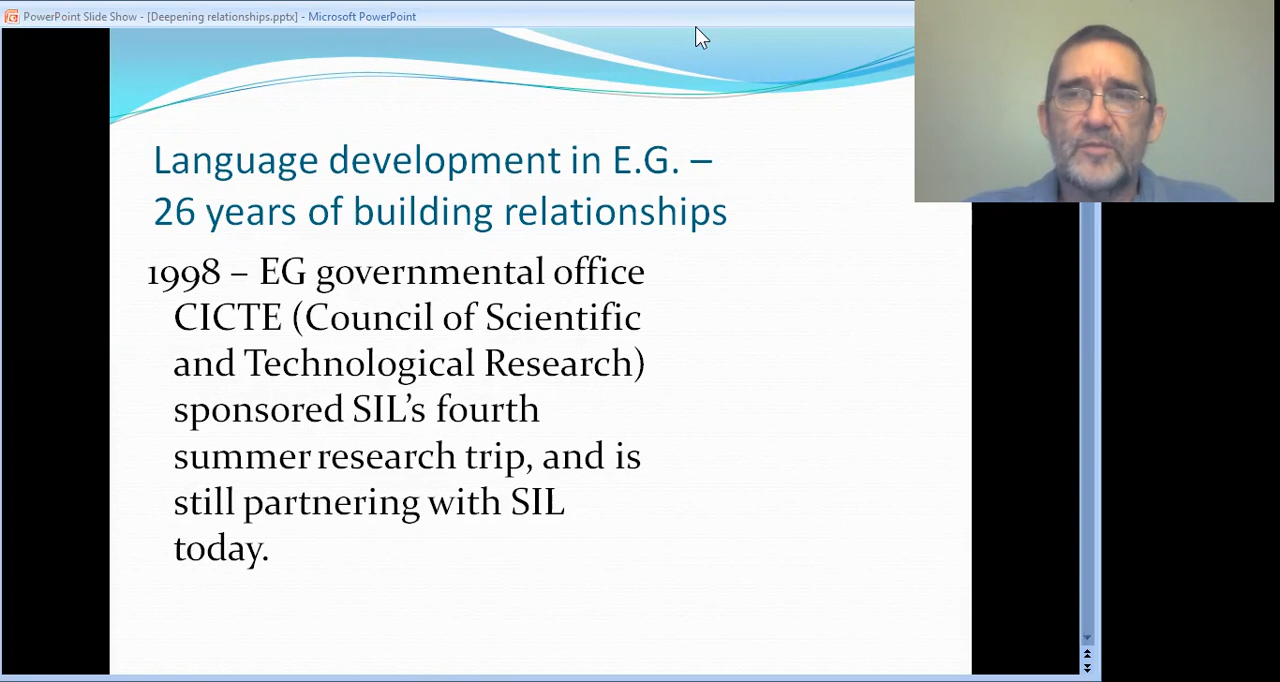 PowerPoint Slide Show - [Deepening relationships.pptx] - Microsoft PowerPoint
Language development in E.G. –
26 years of building relationships
1998 – EG governmental office
CICTE (Council of Scientific
and Technological Research)
sponsored SIL’s fourth
summer research trip, and is
still partnering with SIL
today.